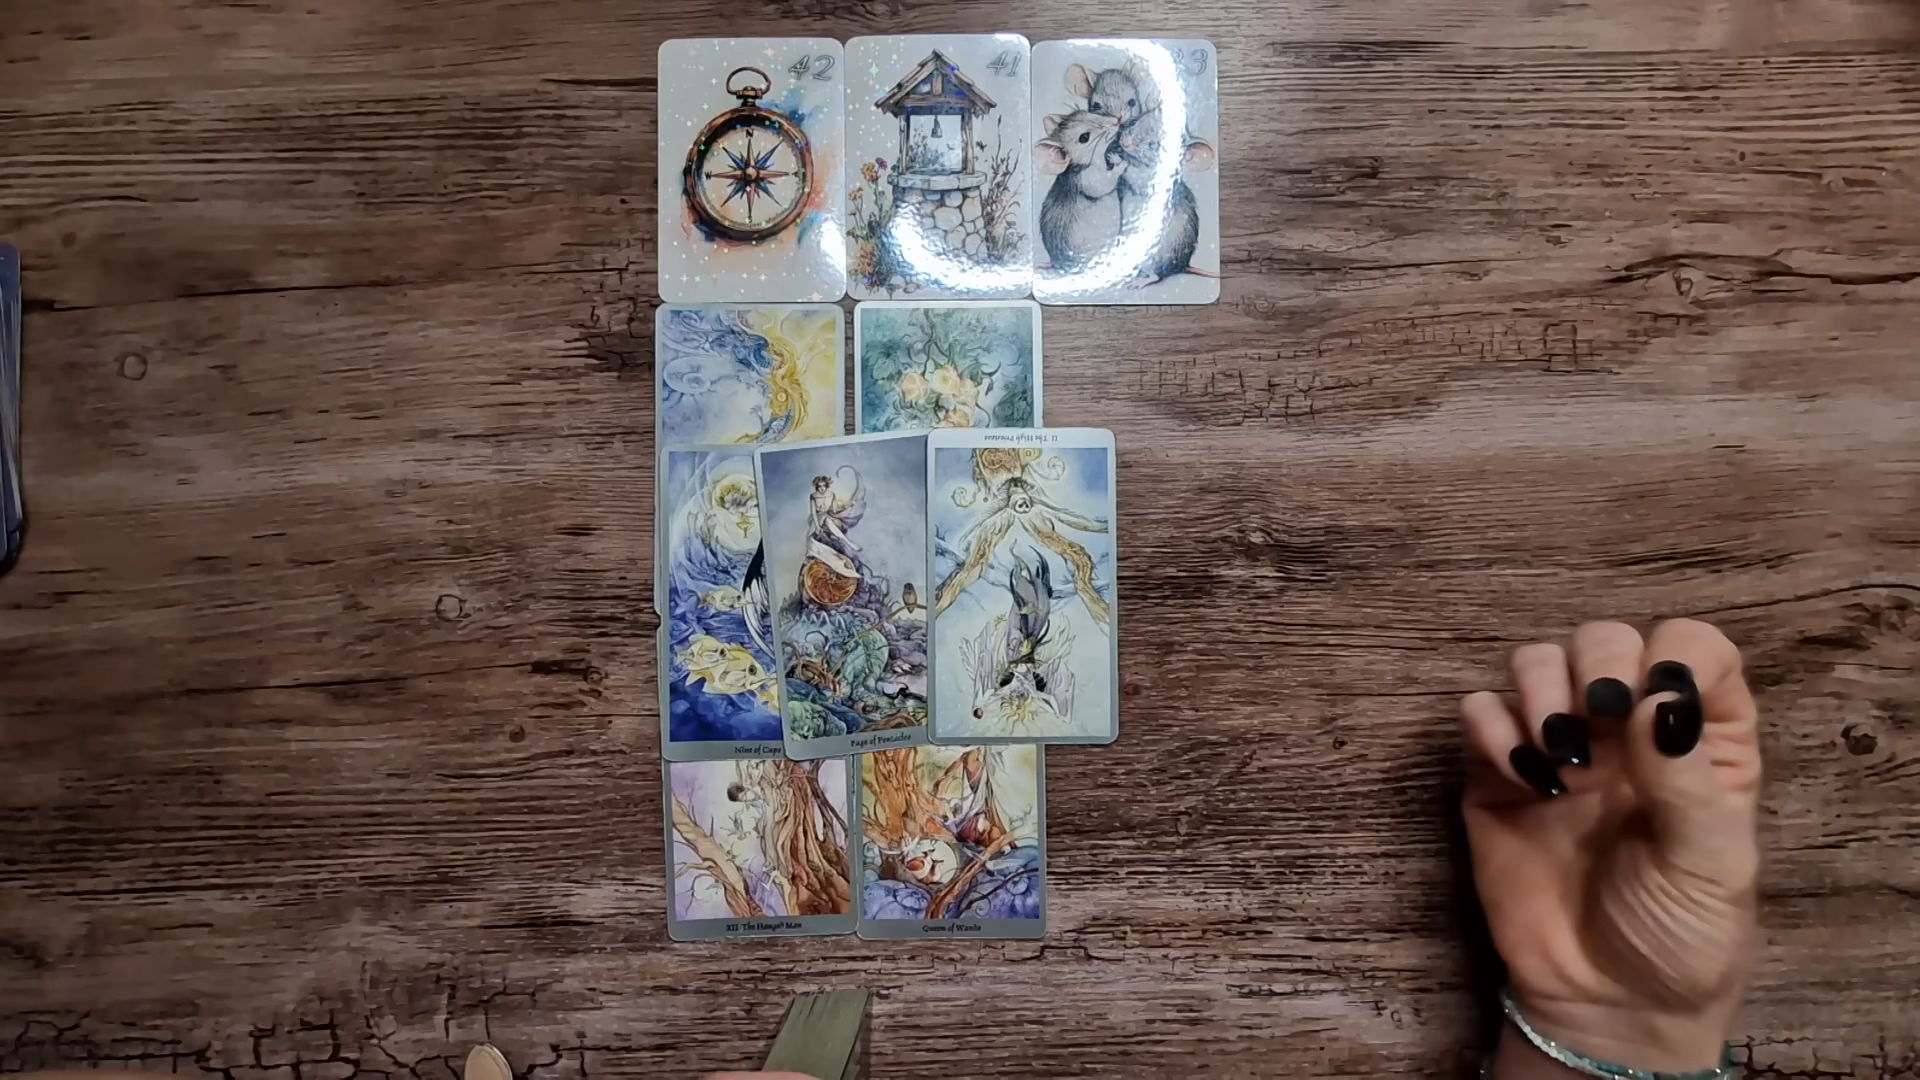 42
41
23
N
II The High Priestess
Nine of Cups
Page of Pentacles
XII The Hanged Man
Queen of Wands